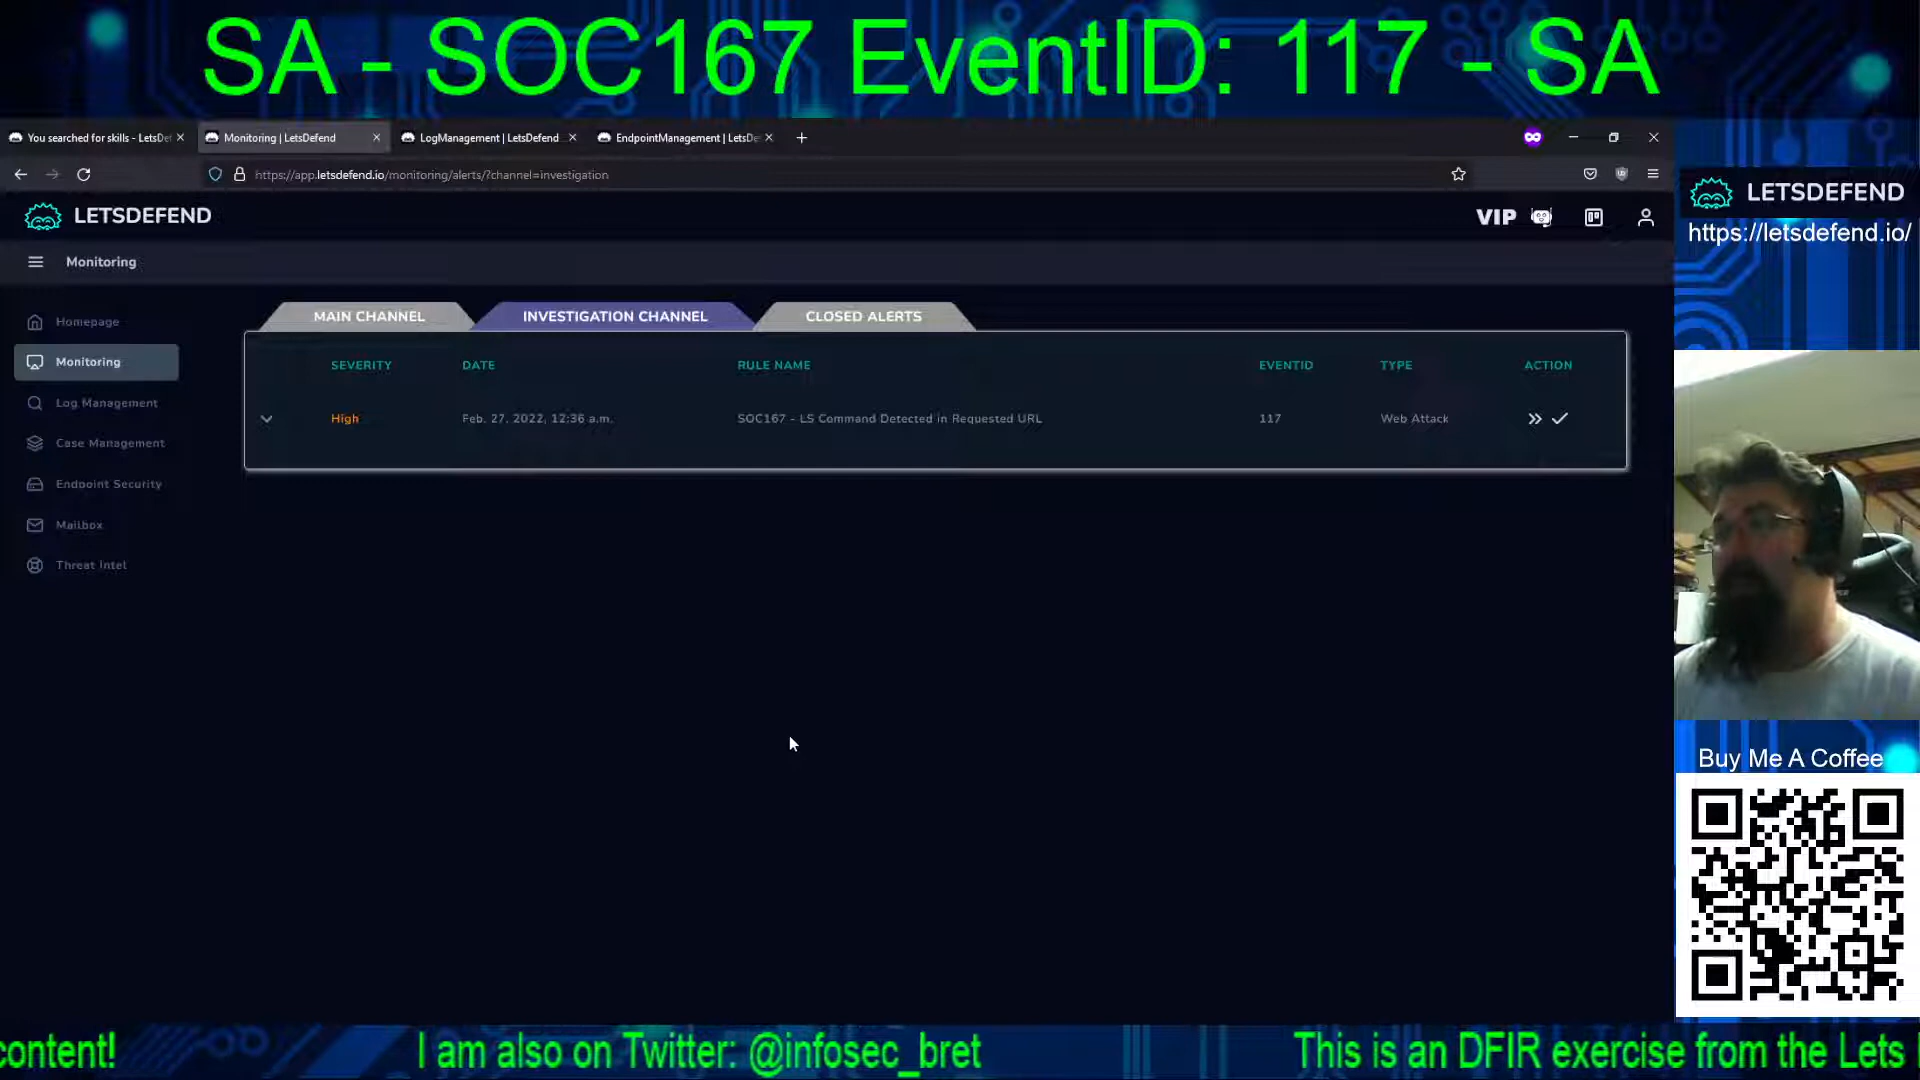 SA - SOC167 EventID: 117 - SA
You searched for skills - LetsDef
Monitoring | LetsDefend
LogManagement | LetsDefend
EndpointManagement | LetsDe
https://app.letsdefend.io/monitoring/alerts/?channel=investigation
LETSDEFEND
VIP
LETSDEFEND
https://letsdefend.io/
Monitoring
Homepage
Monitoring
Log Management
Case Management
Endpoint Security
Mailbox
Threat Intel
MAIN CHANNEL
INVESTIGATION CHANNEL
CLOSED ALERTS
SEVERITY DATE RULE NAME EVENTID TYPE ACTION
High Feb. 27, 2022, 12:36 a.m. SOC167 - LS Command Detected in Requested URL 117 Web Attack
Buy Me A Coffee
content!
I am also on Twitter: @infosec_bret
This is an DFIR exercise from the Lets